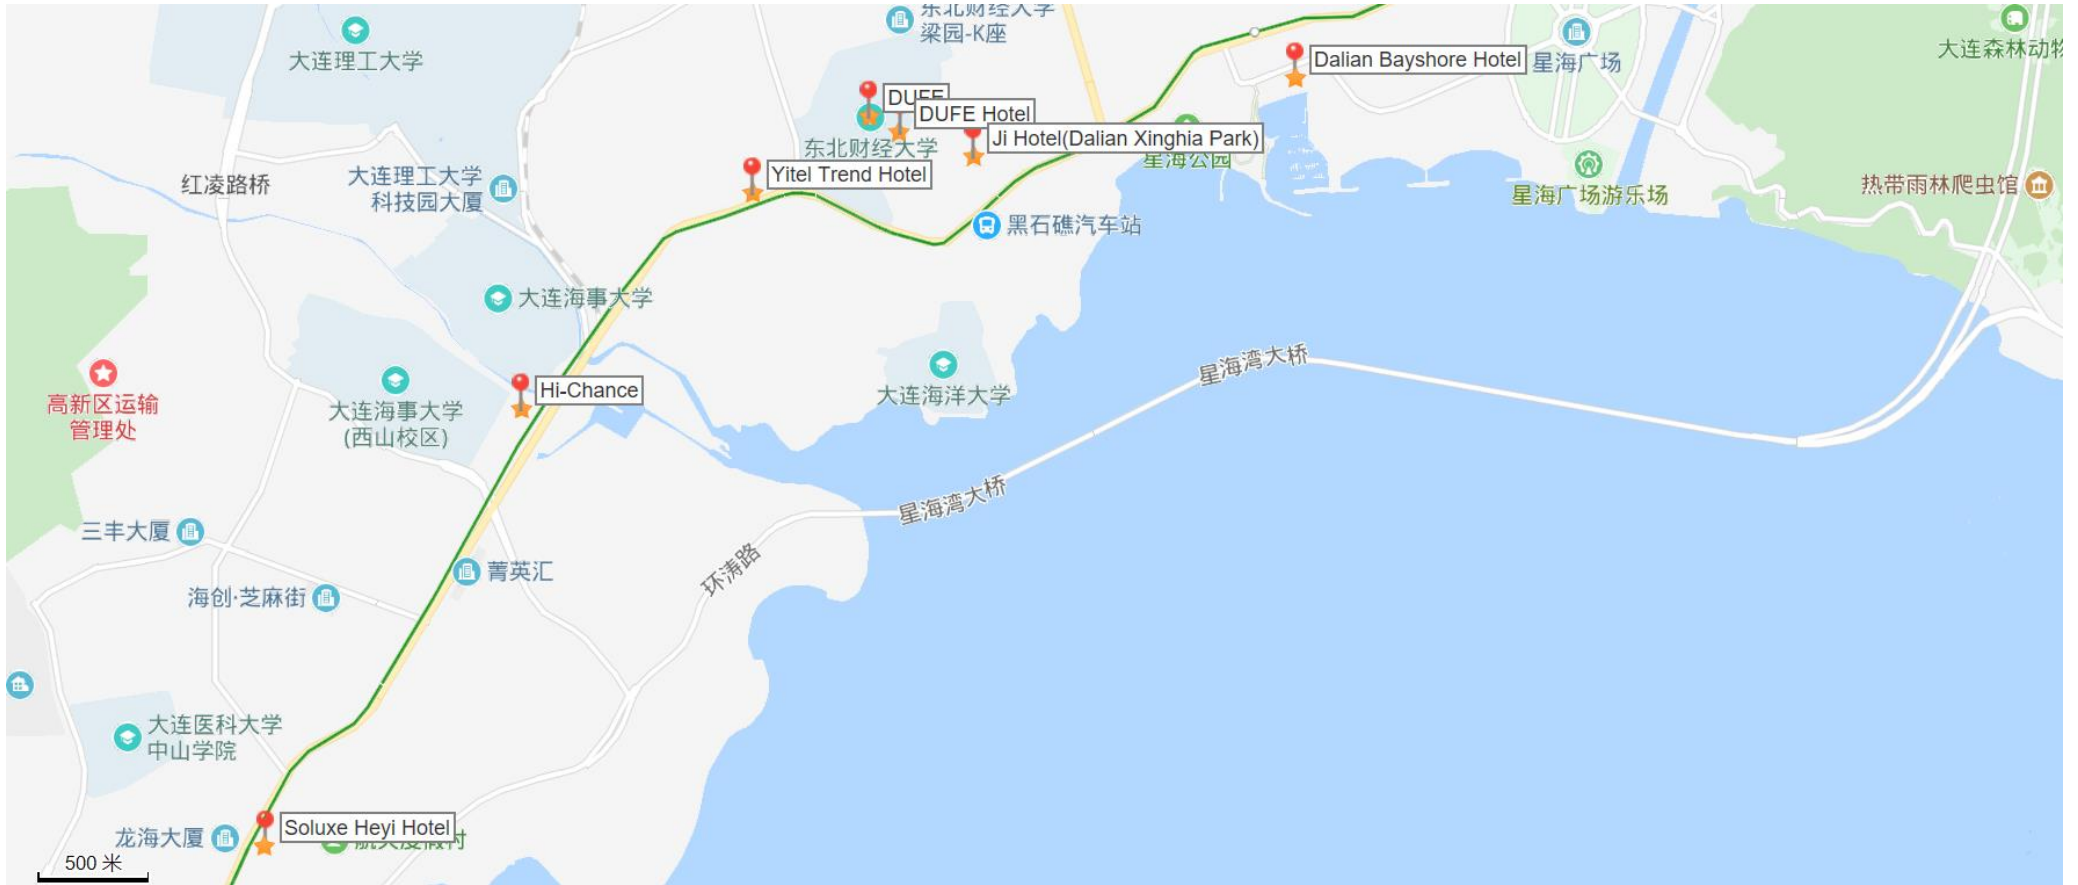 东北财经大学
梁园-K座
大连理工大学
大连森林动物
Dalian Bayshore Hotel
星海广场
DUFE
DUFE Hotel
Ji Hotel(Dalian Xinghia Park)
东北财经大学
星海公园
Yitel Trend Hotel
红凌路桥
大连理工大学
科技园大厦
星海广场游乐场
热带雨林爬虫馆
黑石礁汽车站
大连海事大学
星海湾大桥
Hi-Chance
高新区运输
管理处
大连海事大学
(西山校区)
大连海洋大学
星海湾大桥
三丰大厦
菁英汇
环涛路
海创·芝麻街
大连医科大学
中山学院
Soluxe Heyi Hotel
龙海大厦
航天度假村
500 米